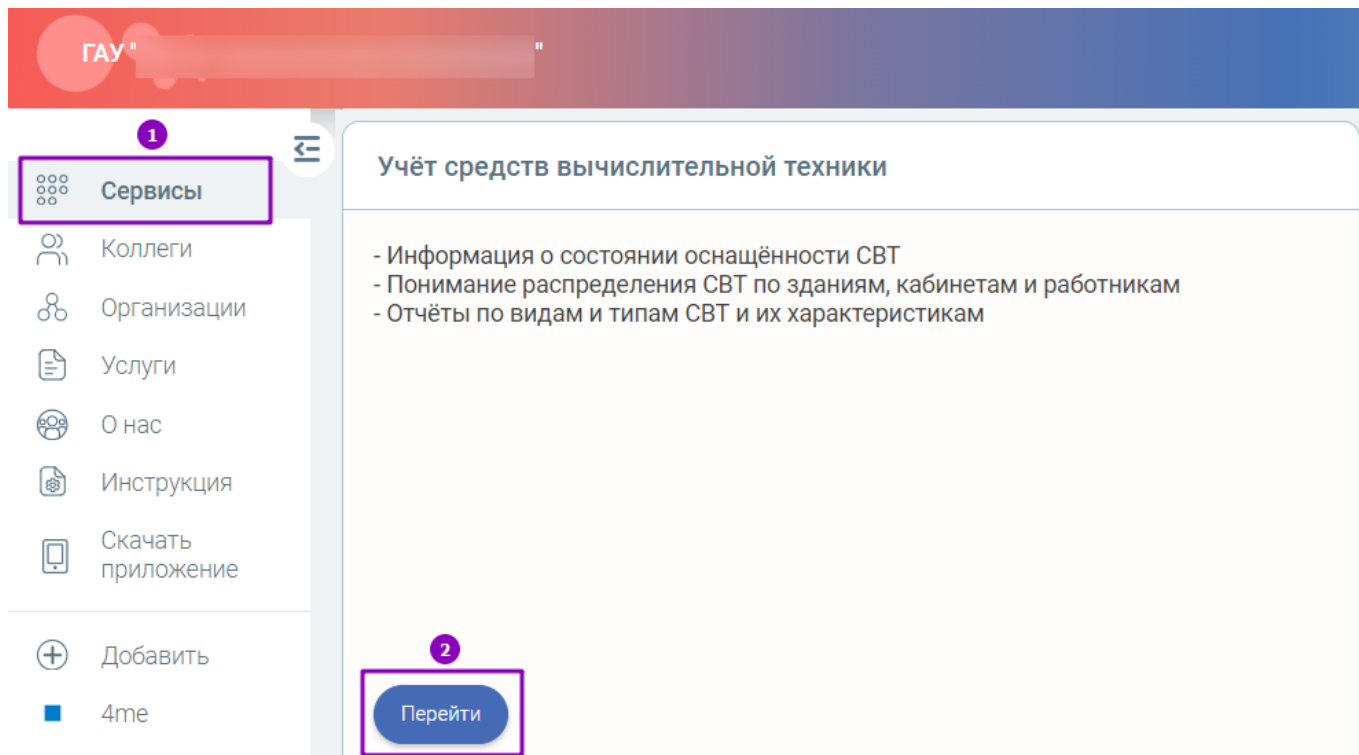 ГАУ " "
1
Сервисы
Коллеги
Организации
Услуги
О нас
Инструкция
Скачать
приложение
Добавить
4me
Учёт средств вычислительной техники
- Информация о состоянии оснащённости СВТ
- Понимание распределения СВТ по зданиям, кабинетам и работникам
- Отчёты по видам и типам СВТ и их характеристикам
2
Перейти